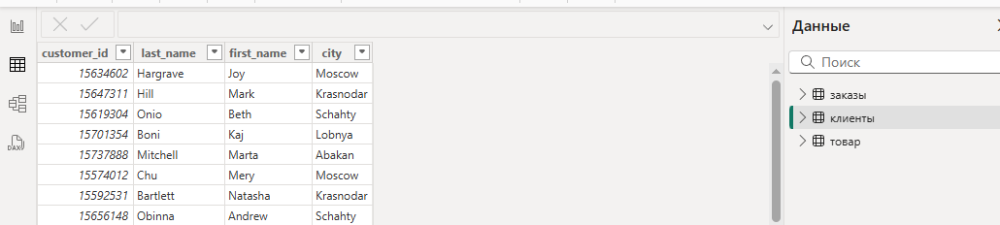 Данные
customer_id last_name first_name city
Поиск
15634602 Hargrave Joy Moscow
15647311 Hill Mark Krasnodar
15619304 Onio Beth Schahty
15701354 Boni Kaj Lobnya
15737888 Mitchell Marta Abakan
15574012 Chu Mery Moscow
15592531 Bartlett Natasha Krasnodar
15656148 Obinna Andrew Schahty
заказы
клиенты
товар
DAX